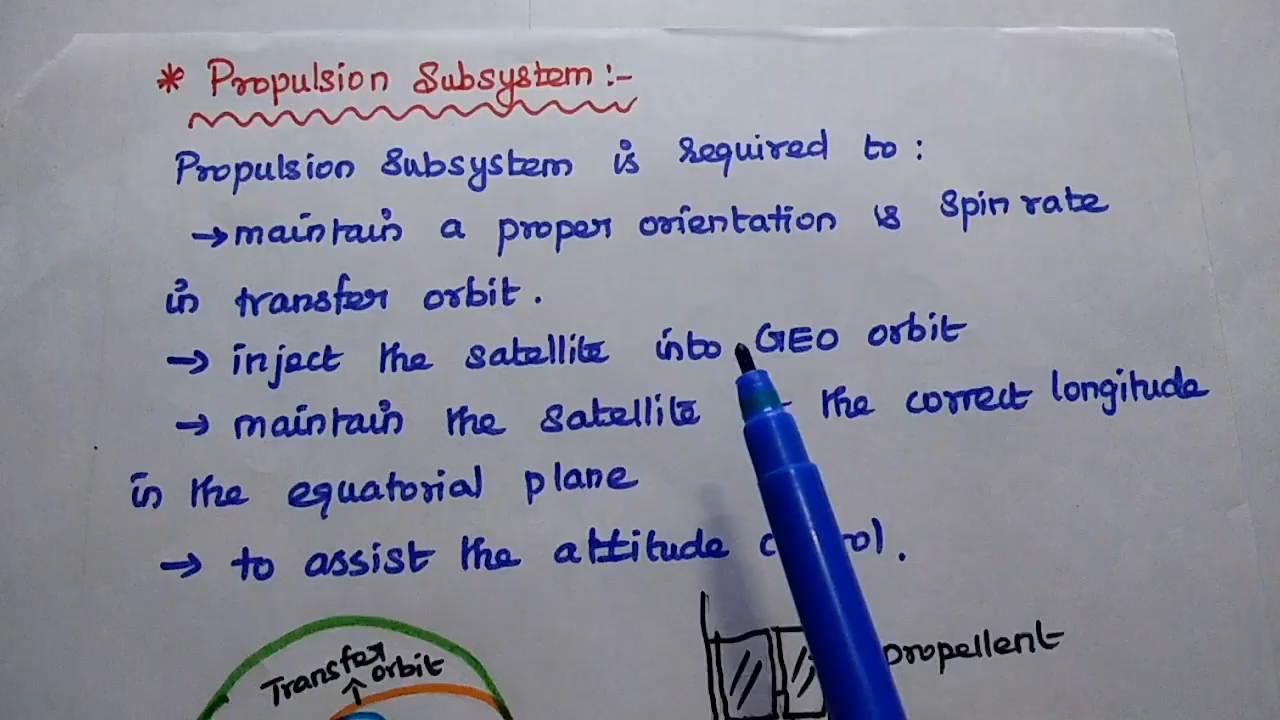 * Propulsion Subsystem :-
Propulsion Subsystem is required to :
→ maintain a proper orientation is spin rate
in transfer orbit .
→ inject the satellite into GEO orbit
→ maintain the satellite the correct longitude
in the equatorial plane
→ to assist the attitude .
Transfer orbit
propellent